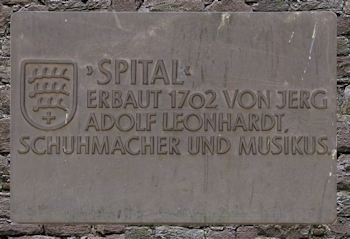 ›SPITAL‹
ERBAUT 1702 VON JERG
ADOLF LEONHARDT,
SCHUHMACHER UND MUSIKUS